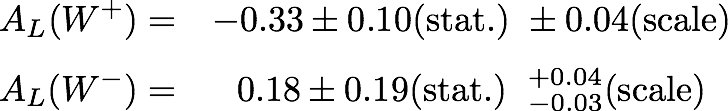 A_L(W^+) = −0.33 ± 0.10(stat.) ± 0.04(scale)
A_L(W^−) = 0.18 ± 0.19(stat.) ^{+0.04}_{−0.03}(scale)